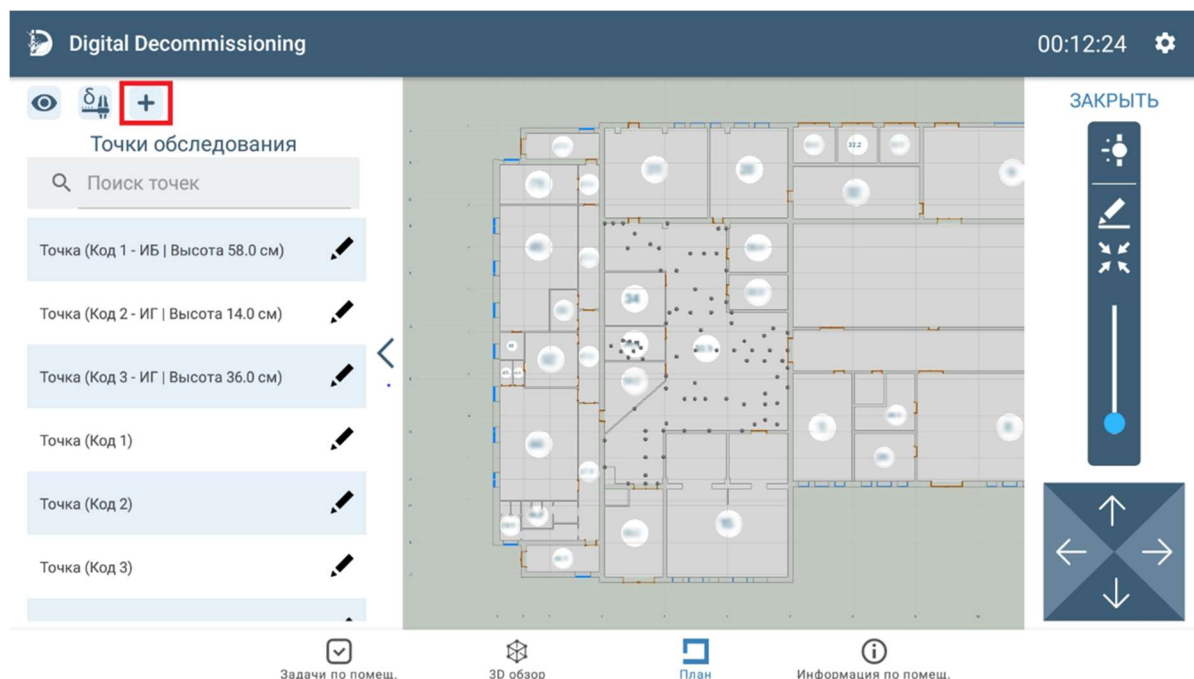 Digital Decommissioning
00:12:24
Точки обследования
Поиск точек
Точка (Код 1 - ИБ | Высота 58.0 см)
Точка (Код 2 - ИГ | Высота 14.0 см)
Точка (Код 3 - ИГ | Высота 36.0 см)
Точка (Код 1)
Точка (Код 2)
Точка (Код 3)
32.2
34
ЗАКРЫТЬ
Задачи по помещ.
3D обзор
План
Информация по помещ.